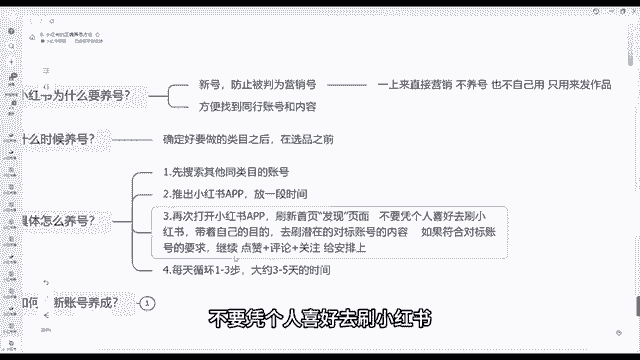 小红书的正确养号方法
小红书为什么要养号？
新号，防止被判为营销号
一上来直接营销 不养号 也不自己用 只用来发作品
方便找到同行账号和内容
什么时候养号？
确定好要做的类目之后，在选品之前
具体怎么养号？
1.先搜索其他同类目的账号
2.推出小红书APP，放一段时间
3.再次打开小红书APP，刷新首页“发现”页面 不要凭个人喜好去刷小
红书，带着自己的目的，去刷潜在的对标账号的内容 如果符合对标账
号的要求，继续 点赞+评论+关注 给安排上
4.每天循环1-3步，大约3-5天的时间
如何 新账号养成？
1
不要凭个人喜好去刷小红书